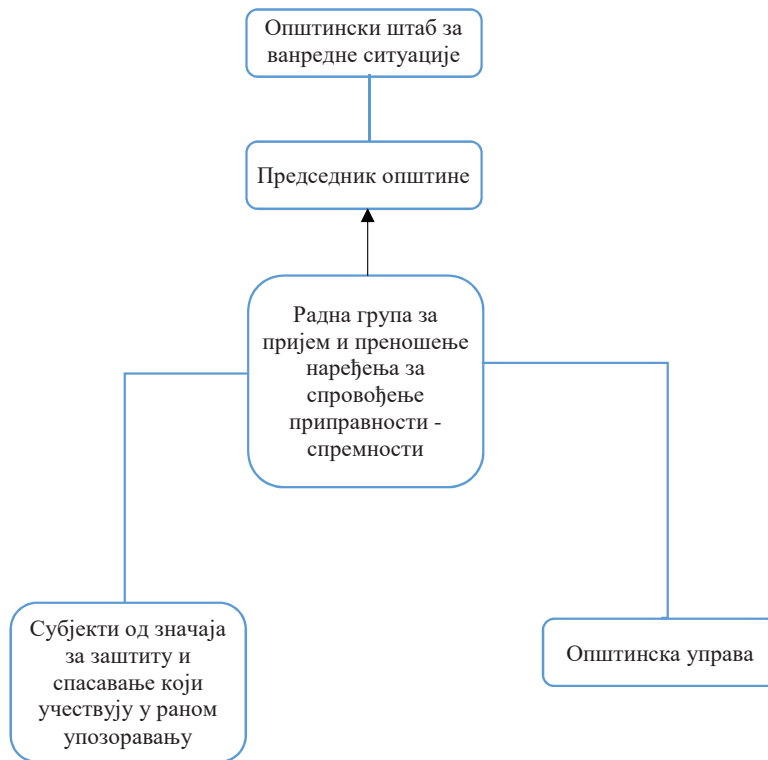 Општински штаб за
ванредне ситуације
Председник општине
Радна група за
пријем и преношење
наређења за
спровођење
приправности -
спремности
Субјекти од значаја
за заштиту и
спасавање који
учествују у раном
упозоравању
Општинска управа